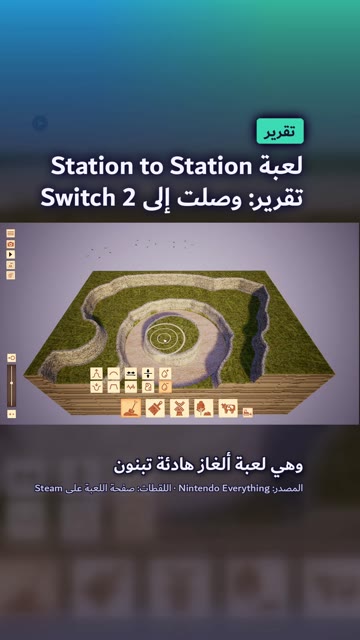 تقرير
لعبة Station to Station
تقرير: وصلت إلى Switch 2
وهي لعبة ألغاز هادئة تبنون
المصدر: Nintendo Everything · اللقطات: صفحة اللعبة على Steam